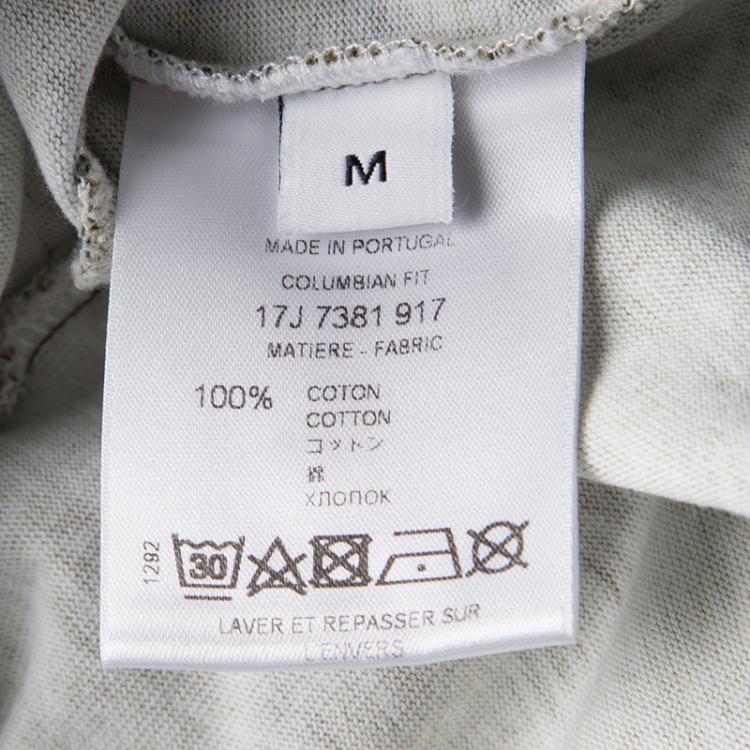 M
MADE IN PORTUGAL
COLUMBIAN FIT
17J 7381 917
MATIERE - FABRIC
100% COTON
COTTON
コットン
棉
ХЛОПОК
1292
30
LAVER ET REPASSER SUR
L'ENVERS